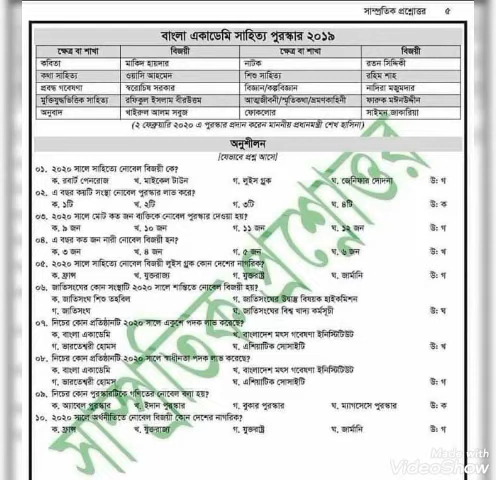 সাম্প্রতিক প্রশ্নোত্তর ৫
বাংলা একাডেমি সাহিত্য পুরস্কার ২০১৯
ক্ষেত্র বা শাখা বিজয়ী ক্ষেত্র বা শাখা বিজয়ী
কবিতা মাকিদ হায়দার নাটক রতন সিদ্দিকী
কথা সাহিত্য ওয়াসি আহমেদ শিশু সাহিত্য রহিম শাহ
প্রবন্ধ গবেষণা স্বরোচিষ সরকার বিজ্ঞান/কল্পবিজ্ঞান নাদিরা মজুমদার
মুক্তিযুদ্ধভিত্তিক সাহিত্য রফিকুল ইসলাম বীরউত্তম আত্মজীবনী/স্মৃতিকথা/ভ্রমণকাহিনী ফারুক মঈনউদ্দীন
অনুবাদ খাইরুল আলম সবুজ ফোকলোর সাইমন জাকারিয়া
(২ ফেব্রুয়ারি ২০২০ এ পুরস্কার প্রদান করেন মাননীয় প্রধানমন্ত্রী শেখ হাসিনা)
অনুশীলন
[যেভাবে প্রশ্ন আসে]
০১. ২০২০ সালে সাহিত্যে নোবেল বিজয়ী কে?
ক. রবার্ট পেনরোজ খ. মাইকেল টাউন গ. লুইস গ্লুক ঘ. জেনিফার দোদনা উ: গ
০২. এ বছর কয়টি সংস্থা নোবেল পুরস্কার লাভ করে?
ক. ১টি খ. ২টি গ. ৩টি ঘ. ৪টি উ: ক
০৩. ২০২০ সালে মোট কত জন ব্যক্তিকে নোবেল পুরস্কার দেওয়া হয়?
ক. ৯ জন খ. ১০ জন গ. ১১ জন ঘ. ১২ জন উ: গ
০৪. এ বছর কত জন নারী নোবেল বিজয়ী হন?
ক. ৩ জন খ. ৪ জন গ. ৫ জন ঘ. ৬ জন উ: খ
০৫. ২০২০ সালে সাহিত্যে নোবেল বিজয়ী লুইস গ্লুক কোন দেশের নাগরিক?
ক. ফ্রান্স খ. যুক্তরাজ্য গ. যুক্তরাষ্ট্র ঘ. জার্মানি উ: গ
০৬. জাতিসংঘের কোন সংস্থাটি ২০২০ সালে শান্তিতে নোবেল বিজয়ী হয়?
ক. জাতিসংঘ শিশু তহবিল খ. জাতিসংঘের উদ্বাস্তু বিষয়ক হাইকমিশন
গ. জাতিসংঘ ঘ. জাতিসংঘের বিশ্ব খাদ্য কর্মসূচী উ: ঘ
০৭. নিচের কোন প্রতিষ্ঠানটি ২০২০ সালে একুশে পদক লাভ করেছে?
ক. বাংলা একাডেমি খ. বাংলাদেশ মৎস গবেষণা ইনিস্টিটিউট
গ. ভারতেশ্বরী হোমস ঘ. এশিয়াটিক সোসাইটি উ: খ
০৮. নিচের কোন প্রতিষ্ঠানটি ২০২০ সালে স্বাধীনতা পদক লাভ করেছে?
ক. বাংলা একাডেমি খ. বাংলাদেশ মৎস গবেষণা ইনিস্টিটিউট
গ. ভারতেশ্বরী হোমস ঘ. এশিয়াটিক সোসাইটি উ: গ
০৯. নিচের কোন পুরস্কারটিকে গণিতের নোবেল বলা হয়?
ক. অ্যাবেল পুরস্কার খ. ইদান পুরস্কার গ. বুকার পুরস্কার ঘ. ম্যাগসেসে পুরস্কার উ: ক
১০. ২০২০ সালে অর্থনীতিতে নোবেল বিজয়ী কোন দেশের নাগরিক?
ক. ফ্রান্স খ. যুক্তরাজ্য গ. যুক্তরাষ্ট্র ঘ. জার্মানি উ: গ
সাম্প্রতিক প্রশ্নোত্তর
Made with
VideoShow